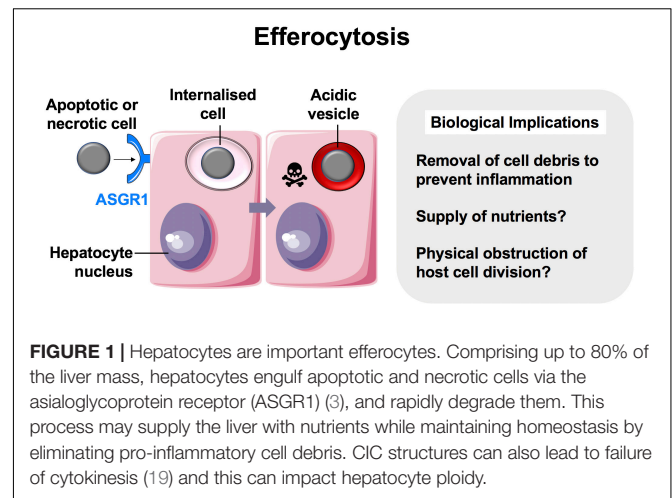 Efferocytosis
Apoptotic or
necrotic cell
Internalised
cell
Acidic
vesicle
ASGR1
Hepatocyte
nucleus
Biological Implications
Removal of cell debris to
prevent inflammation
Supply of nutrients?
Physical obstruction of
host cell division?
FIGURE 1 | Hepatocytes are important efferocytes. Comprising up to 80% of
the liver mass, hepatocytes engulf apoptotic and necrotic cells via the
asialoglycoprotein receptor (ASGR1) (3), and rapidly degrade them. This
process may supply the liver with nutrients while maintaining homeostasis by
eliminating pro-inflammatory cell debris. CIC structures can also lead to failure
of cytokinesis (19) and this can impact hepatocyte ploidy.